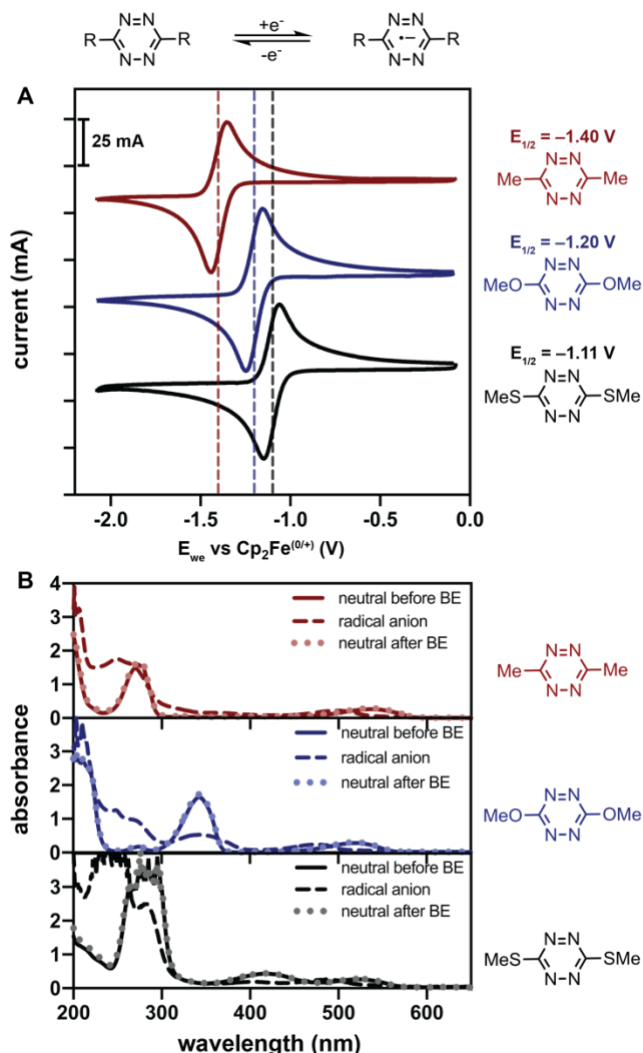 +e⁻
-e⁻
R
N=N
N-N
R
R
N=N
•−
N-N
R
A
25 mA
current (mA)
-2.0 -1.5 -1.0 -0.5 0.0
E_we vs Cp₂Fe⁽⁰ᐟ⁺⁾ (V)
E₁/₂ = –1.40 V
N=N
Me
Me
N-N
E₁/₂ = –1.20 V
N=N
MeO
OMe
N-N
E₁/₂ = –1.11 V
N=N
MeS
SMe
N-N
B
absorbance
4
3
2
1
0
neutral before BE
radical anion
neutral after BE
N=N
Me
Me
N-N
3
2
1
0
neutral before BE
radical anion
neutral after BE
N=N
MeO
OMe
N-N
3
2
1
0
neutral before BE
radical anion
neutral after BE
N=N
MeS
SMe
N-N
200 300 400 500 600
wavelength (nm)